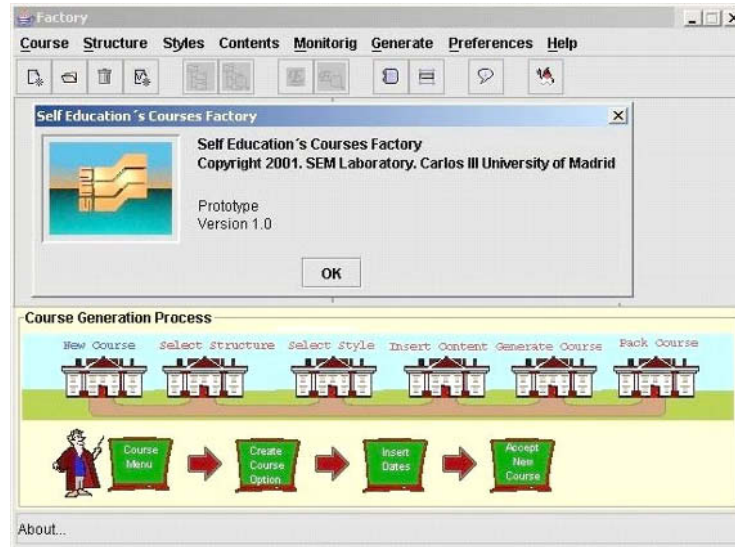 Factory
Course Structure Styles Contents Monitorig Generate Preferences Help
Self Education´s Courses Factory
Self Education´s Courses Factory
Copyright 2001. SEM Laboratory. Carlos III University of Madrid
Prototype
Version 1.0
OK
Course Generation Process
New Course Select Structure Select Style Insert Content Generate Course Pack Course
Course
Menu
Create
Course
Option
Insert
Dates
Accept
New
Course
About...